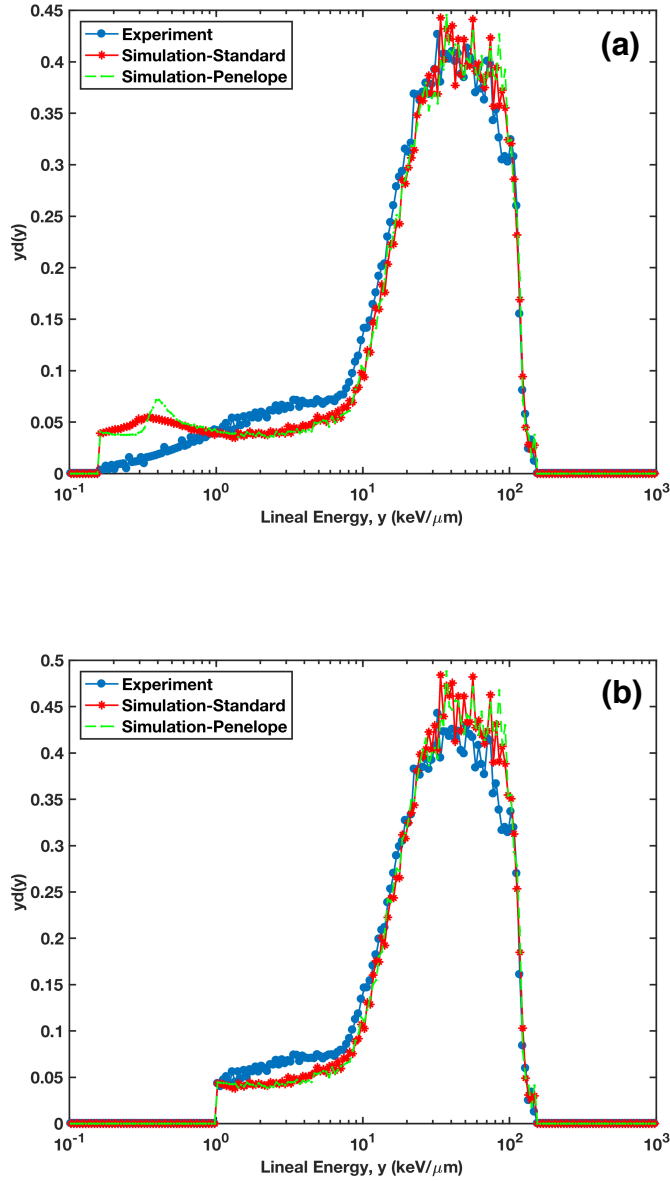 0.45
0.4
0.35
0.3
0.25
0.2
0.15
0.1
0.05
0
yd(y)
Experiment
Simulation-Standard
Simulation-Penelope
(a)
10-1
100
101
102
103
Lineal Energy, y (keV/μm)
0.5
0.45
0.4
0.35
0.3
0.25
0.2
0.15
0.1
0.05
0
yd(y)
Experiment
Simulation-Standard
Simulation-Penelope
(b)
10-1
100
101
102
103
Lineal Energy, y (keV/μm)